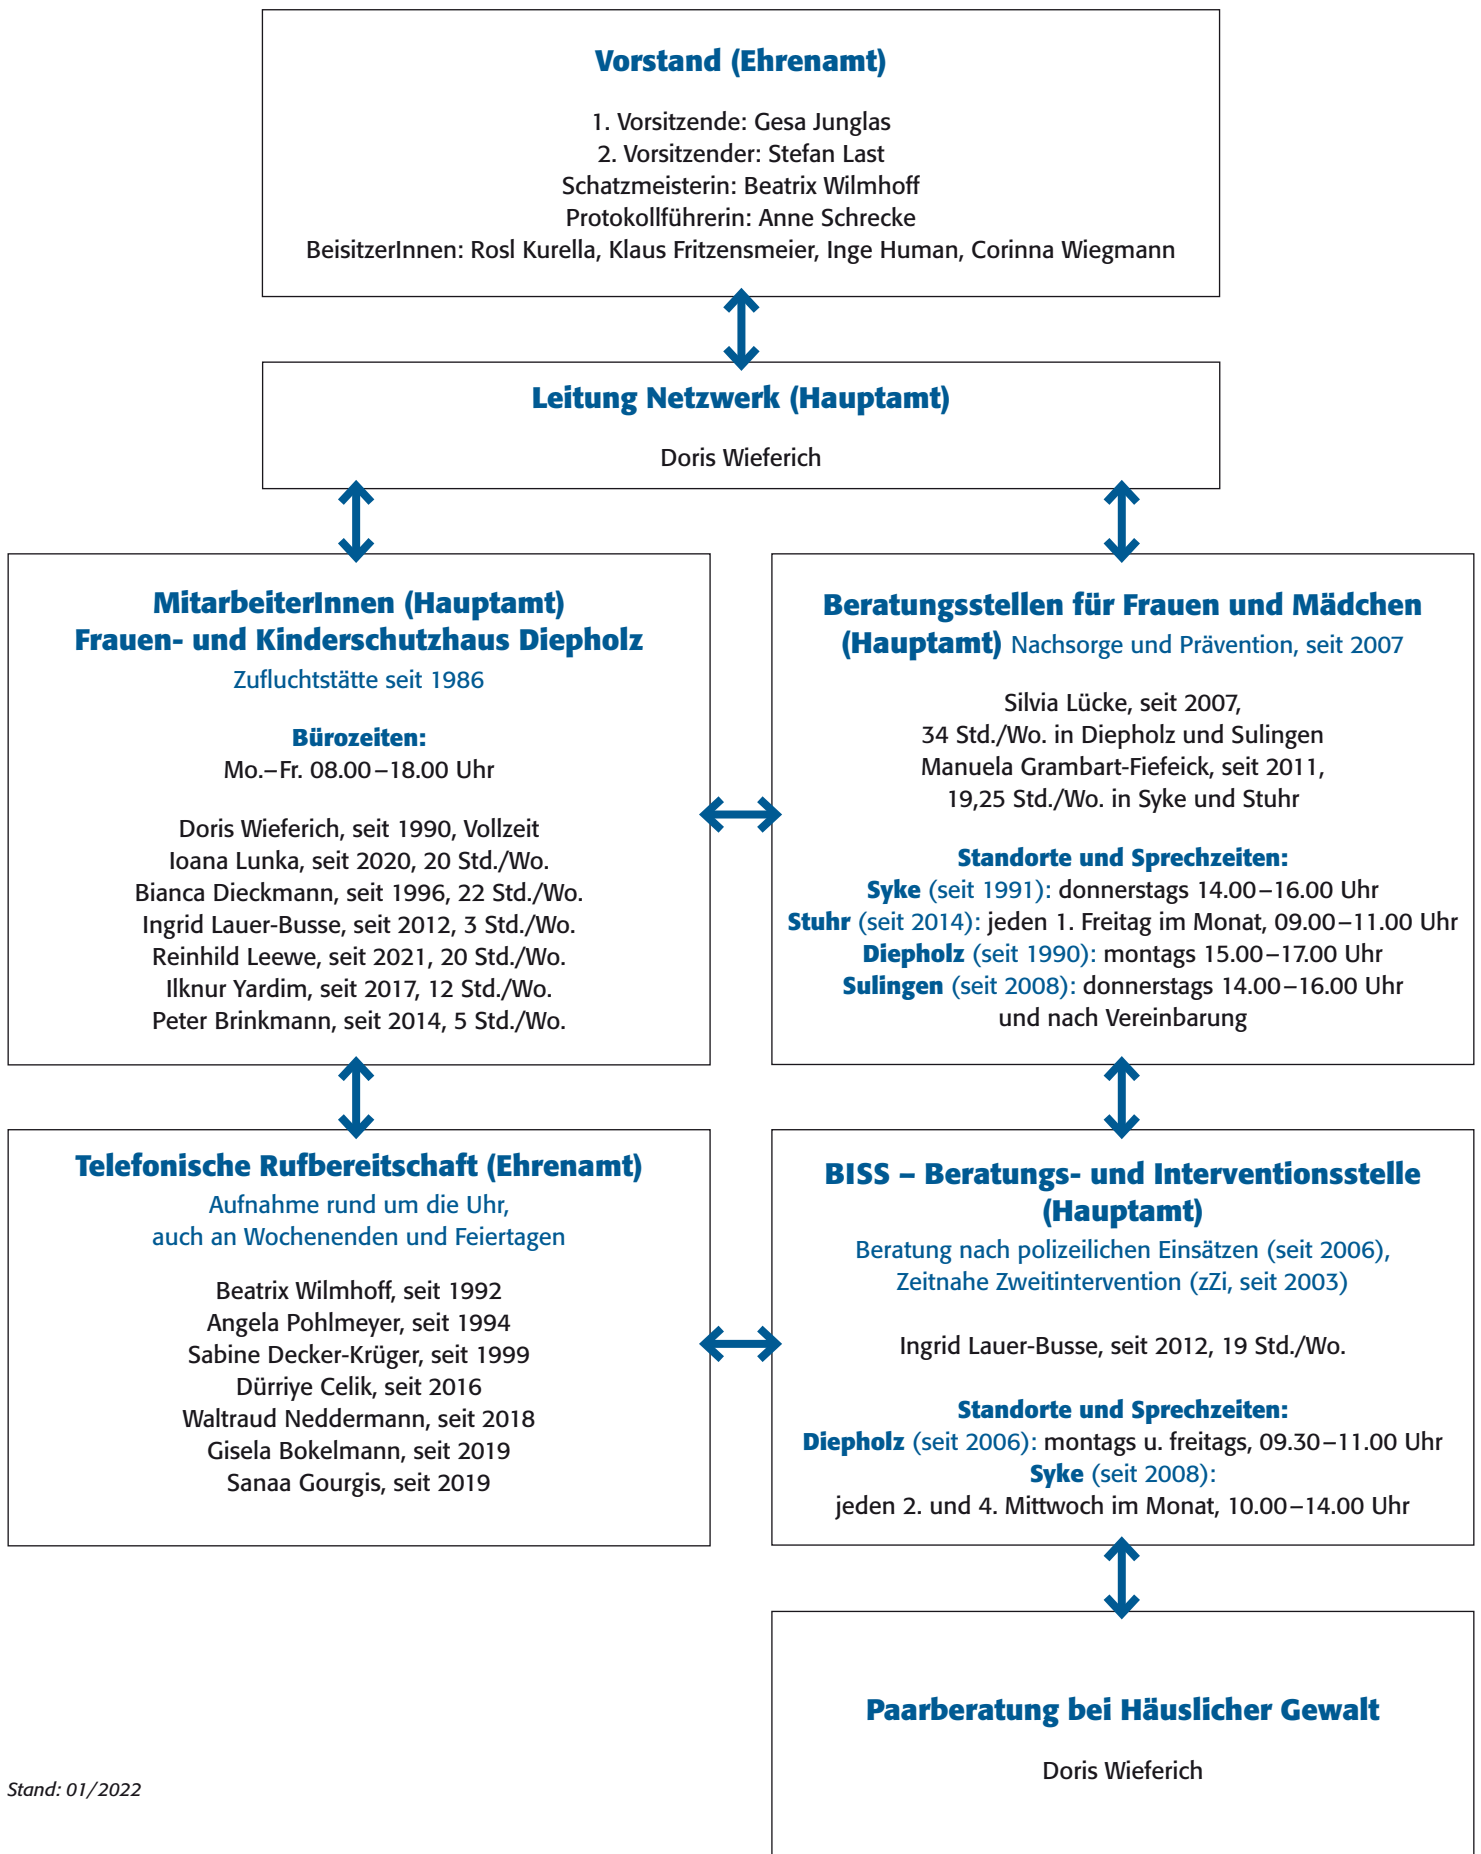 Vorstand (Ehrenamt)
1. Vorsitzende: Gesa Junglas
2. Vorsitzender: Stefan Last
Schatzmeisterin: Beatrix Wilmhoff
Protokollführerin: Anne Schrecke
BeisitzerInnen: Rosl Kurella, Klaus Fritzensmeier, Inge Human, Corinna Wiegmann
Leitung Netzwerk (Hauptamt)
Doris Wieferich
MitarbeiterInnen (Hauptamt)
Frauen- und Kinderschutzhaus Diepholz
Zufluchtstätte seit 1986
Bürozeiten:
Mo.–Fr. 08.00–18.00 Uhr
Doris Wieferich, seit 1990, Vollzeit
Ioana Lunka, seit 2020, 20 Std./Wo.
Bianca Dieckmann, seit 1996, 22 Std./Wo.
Ingrid Lauer-Busse, seit 2012, 3 Std./Wo.
Reinhild Leewe, seit 2021, 20 Std./Wo.
Ilknur Yardim, seit 2017, 12 Std./Wo.
Peter Brinkmann, seit 2014, 5 Std./Wo.
Beratungsstellen für Frauen und Mädchen
(Hauptamt) Nachsorge und Prävention, seit 2007
Silvia Lücke, seit 2007,
34 Std./Wo. in Diepholz und Sulingen
Manuela Grambart-Fiefeick, seit 2011,
19,25 Std./Wo. in Syke und Stuhr
Standorte und Sprechzeiten:
Syke (seit 1991): donnerstags 14.00–16.00 Uhr
Stuhr (seit 2014): jeden 1. Freitag im Monat, 09.00–11.00 Uhr
Diepholz (seit 1990): montags 15.00–17.00 Uhr
Sulingen (seit 2008): donnerstags 14.00–16.00 Uhr
und nach Vereinbarung
Telefonische Rufbereitschaft (Ehrenamt)
Aufnahme rund um die Uhr,
auch an Wochenenden und Feiertagen
Beatrix Wilmhoff, seit 1992
Angela Pohlmeyer, seit 1994
Sabine Decker-Krüger, seit 1999
Dürriye Celik, seit 2016
Waltraud Neddermann, seit 2018
Gisela Bokelmann, seit 2019
Sanaa Gourgis, seit 2019
BISS – Beratungs- und Interventionsstelle
(Hauptamt)
Beratung nach polizeilichen Einsätzen (seit 2006),
Zeitnahe Zweitintervention (zZi, seit 2003)
Ingrid Lauer-Busse, seit 2012, 19 Std./Wo.
Standorte und Sprechzeiten:
Diepholz (seit 2006): montags u. freitags, 09.30–11.00 Uhr
Syke (seit 2008):
jeden 2. und 4. Mittwoch im Monat, 10.00–14.00 Uhr
Paarberatung bei Häuslicher Gewalt
Doris Wieferich
Stand: 01/2022